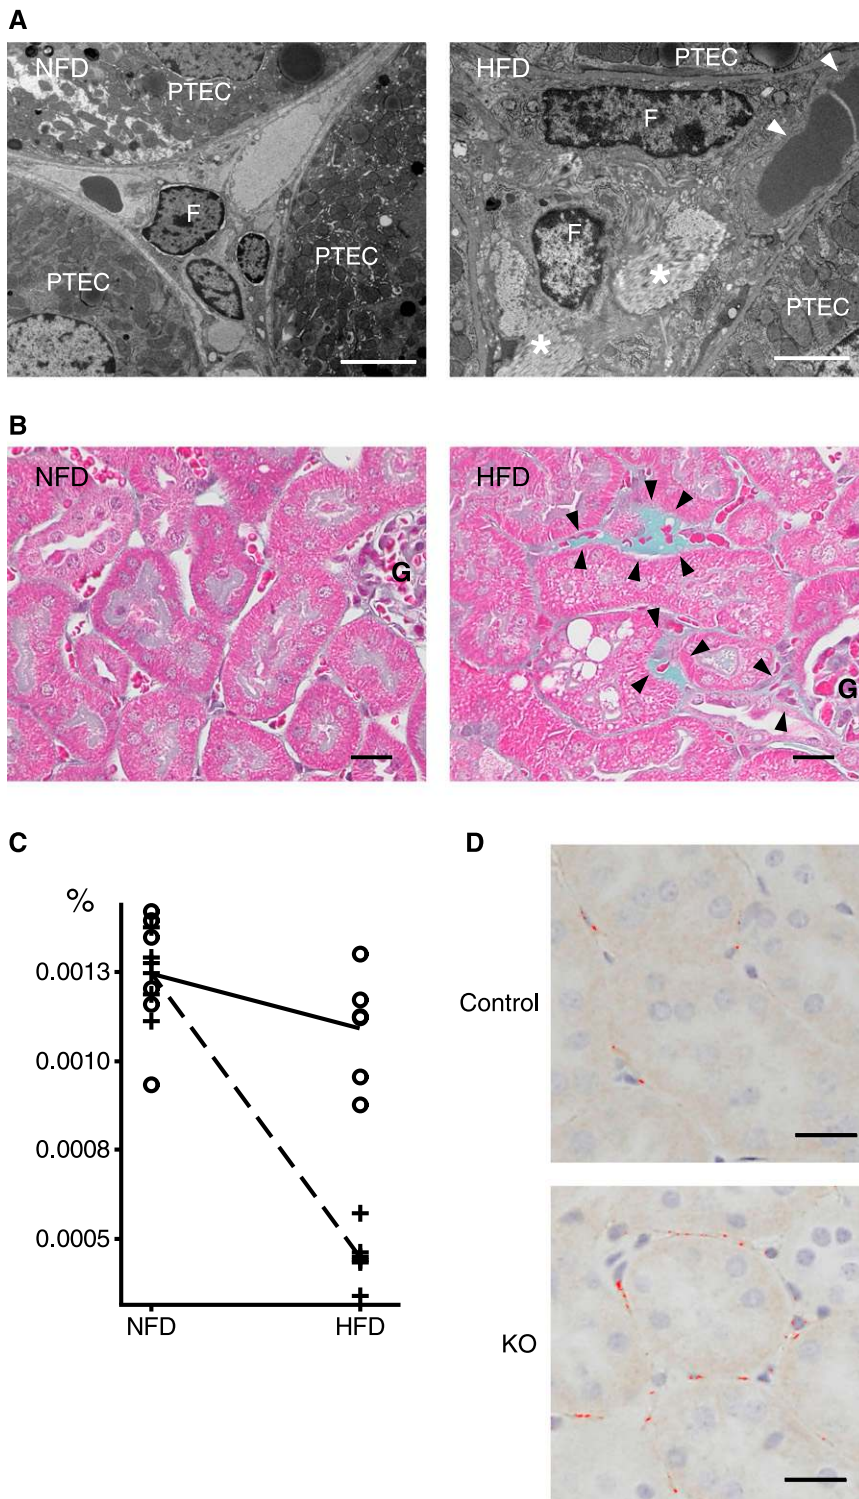 A
NFD
PTEC
F
PTEC
PTEC
HFD
PTEC
F
F
*
*
PTEC
B
NFD
G
HFD
G
C
%
0.0013
0.0010
0.0008
0.0005
NFD
HFD
D
Control
KO